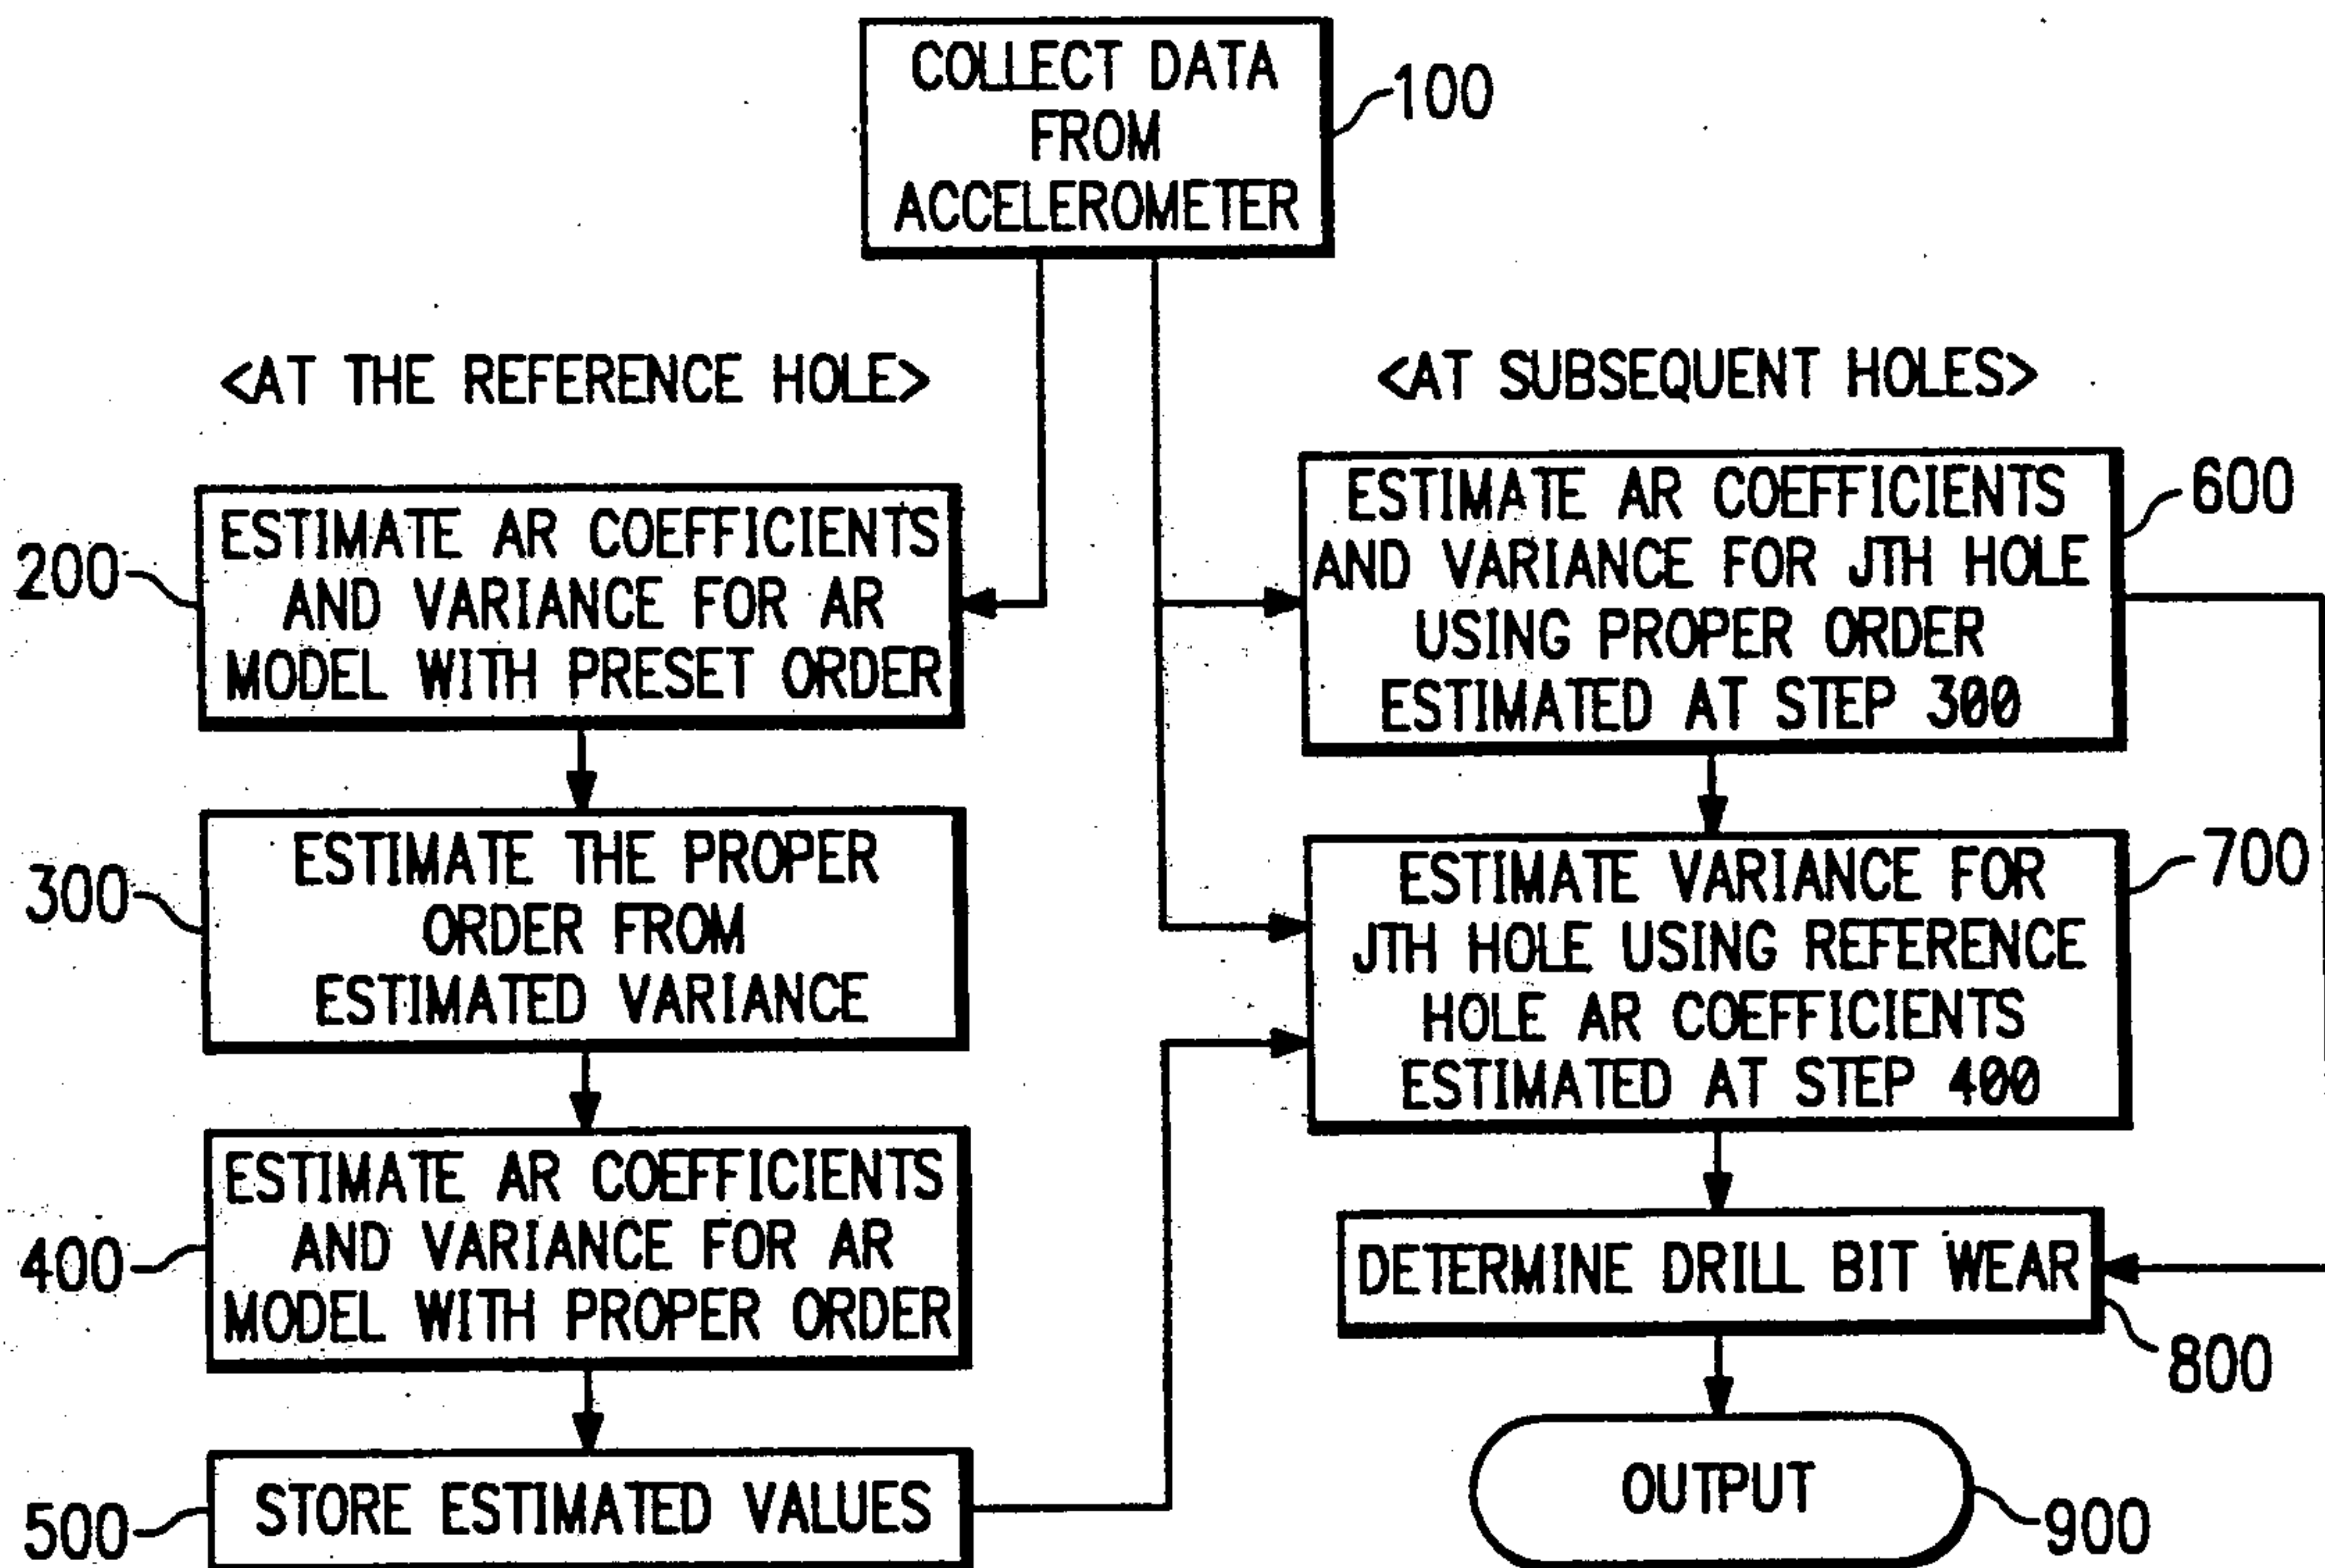 COLLECT DATA
FROM
ACCELEROMETER
100
<AT THE REFERENCE HOLE>
200
ESTIMATE AR COEFFICIENTS
AND VARIANCE FOR AR
MODEL WITH PRESET ORDER
300
ESTIMATE THE PROPER
ORDER FROM
ESTIMATED VARIANCE
400
ESTIMATE AR COEFFICIENTS
AND VARIANCE FOR AR
MODEL WITH PROPER ORDER
500
STORE ESTIMATED VALUES
<AT SUBSEQUENT HOLES>
ESTIMATE AR COEFFICIENTS
AND VARIANCE FOR JTH HOLE
USING PROPER ORDER
ESTIMATED AT STEP 300
600
ESTIMATE VARIANCE FOR
JTH HOLE USING REFERENCE
HOLE AR COEFFICIENTS
ESTIMATED AT STEP 400
700
DETERMINE DRILL BIT WEAR
800
OUTPUT
900